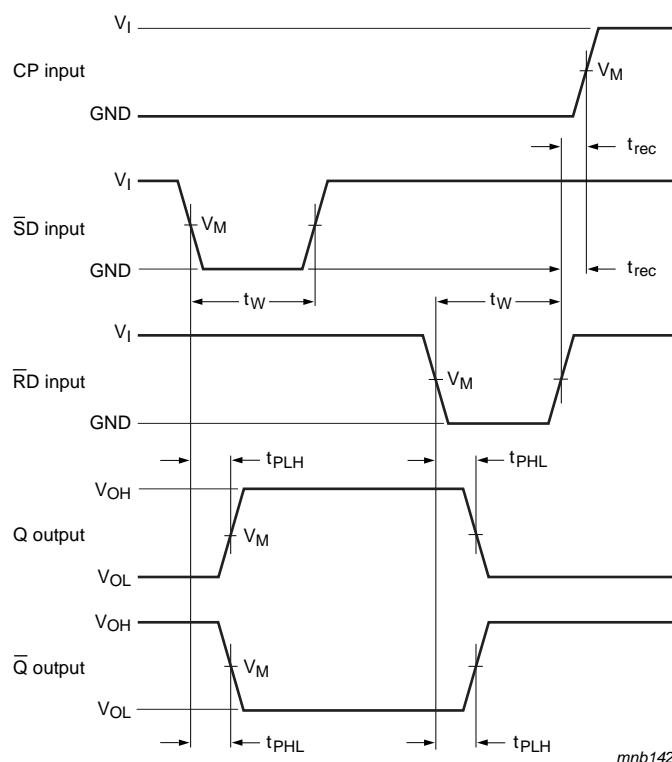 V_I
CP input
V_M
GND
t_rec
V_I
S̅D input
V_M
GND
t_rec
t_W
t_W
V_I
R̅D input
V_M
GND
t_PLH
t_PHL
V_OH
Q output
V_M
V_OL
V_OH
Q̅ output
V_M
V_OL
t_PHL
t_PLH
mnb142